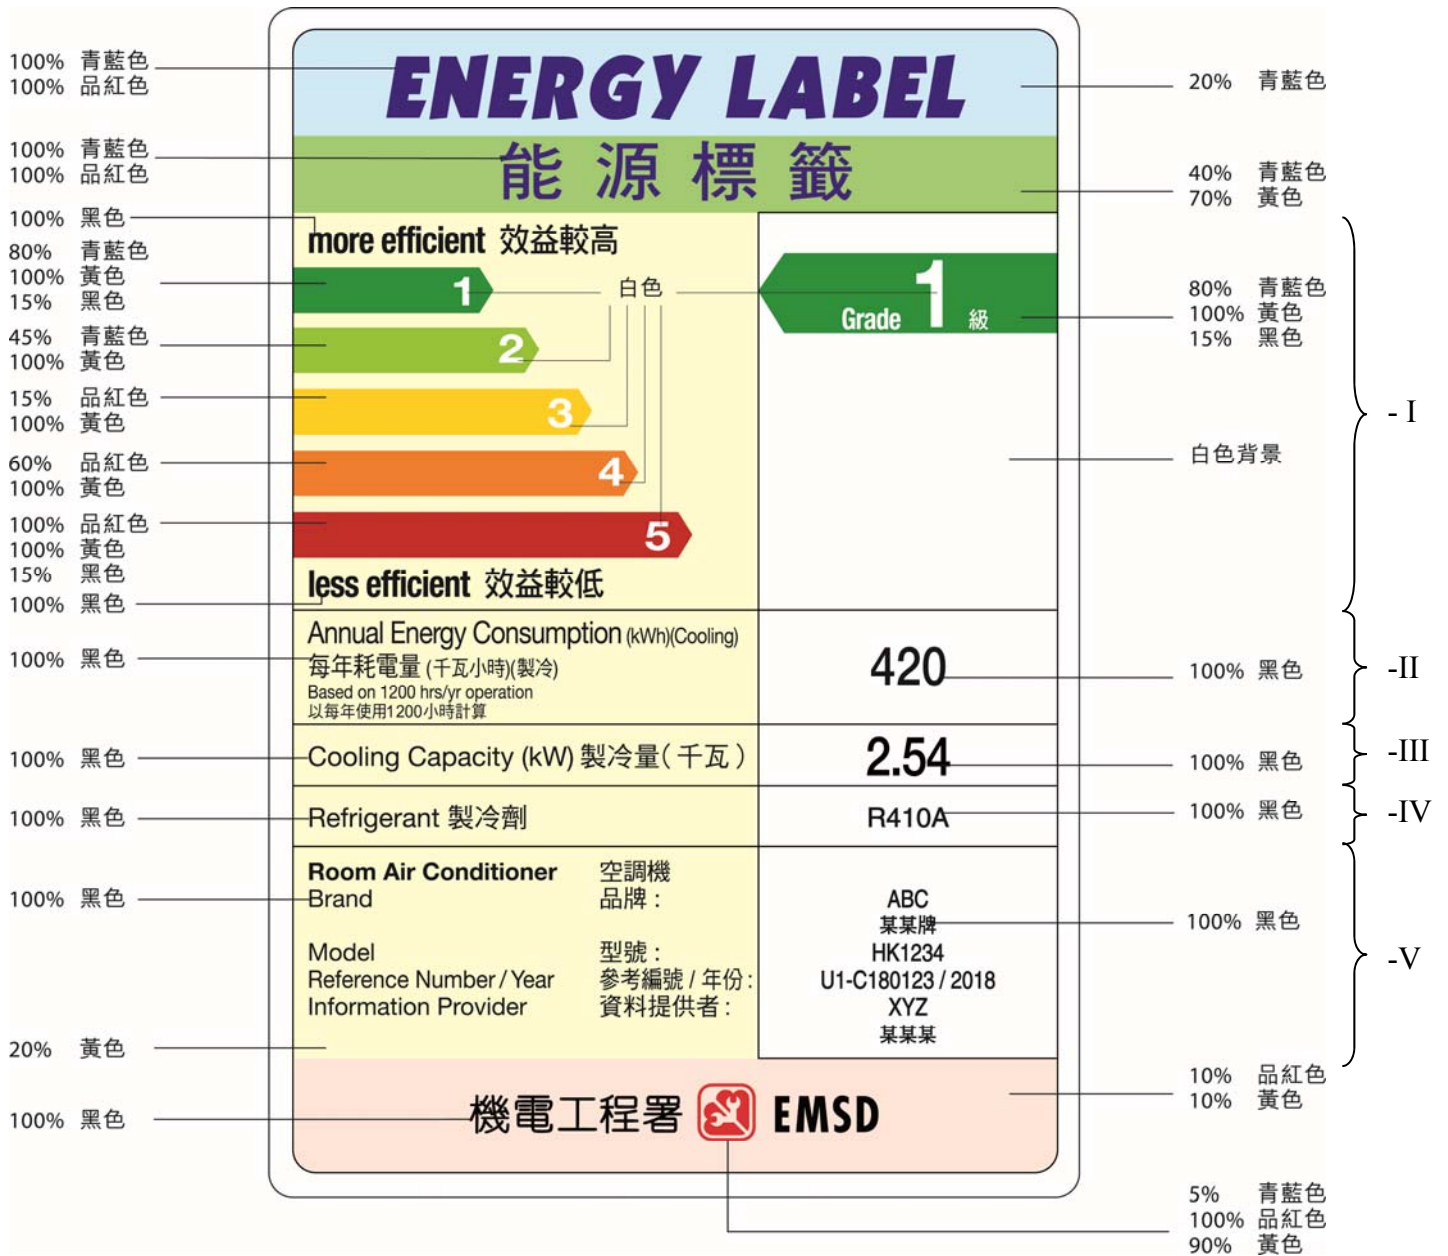 ENERGY LABEL
能源標籤
100% 青藍色
100% 品紅色
20% 青藍色
100% 青藍色
100% 品紅色
40% 青藍色
70% 黃色
100% 黑色
more efficient 效益較高
80% 青藍色
100% 黃色
15% 黑色
1
白色
Grade 1 級
80% 青藍色
100% 黃色
15% 黑色
45% 青藍色
100% 黃色
2
15% 品紅色
100% 黃色
3
- I
60% 品紅色
100% 黃色
4
白色背景
100% 品紅色
100% 黃色
15% 黑色
5
100% 黑色
less efficient 效益較低
Annual Energy Consumption (kWh)(Cooling)
每年耗電量 (千瓦小時)(製冷)
Based on 1200 hrs/yr operation
以每年使用1200小時計算
100% 黑色
420
100% 黑色
-II
100% 黑色
Cooling Capacity (kW) 製冷量( 千瓦 )
2.54
100% 黑色
-III
100% 黑色
Refrigerant 製冷劑
R410A
100% 黑色
-IV
Room Air Conditioner 空調機
100% 黑色
Brand 品牌 :
ABC
某某牌
100% 黑色
Model 型號 :
HK1234
-V
Reference Number / Year 參考編號 / 年份 :
U1-C180123 / 2018
Information Provider 資料提供者 :
XYZ
某某某
20% 黃色
10% 品紅色
10% 黃色
100% 黑色
機電工程署 EMSD
5% 青藍色
100% 品紅色
90% 黃色